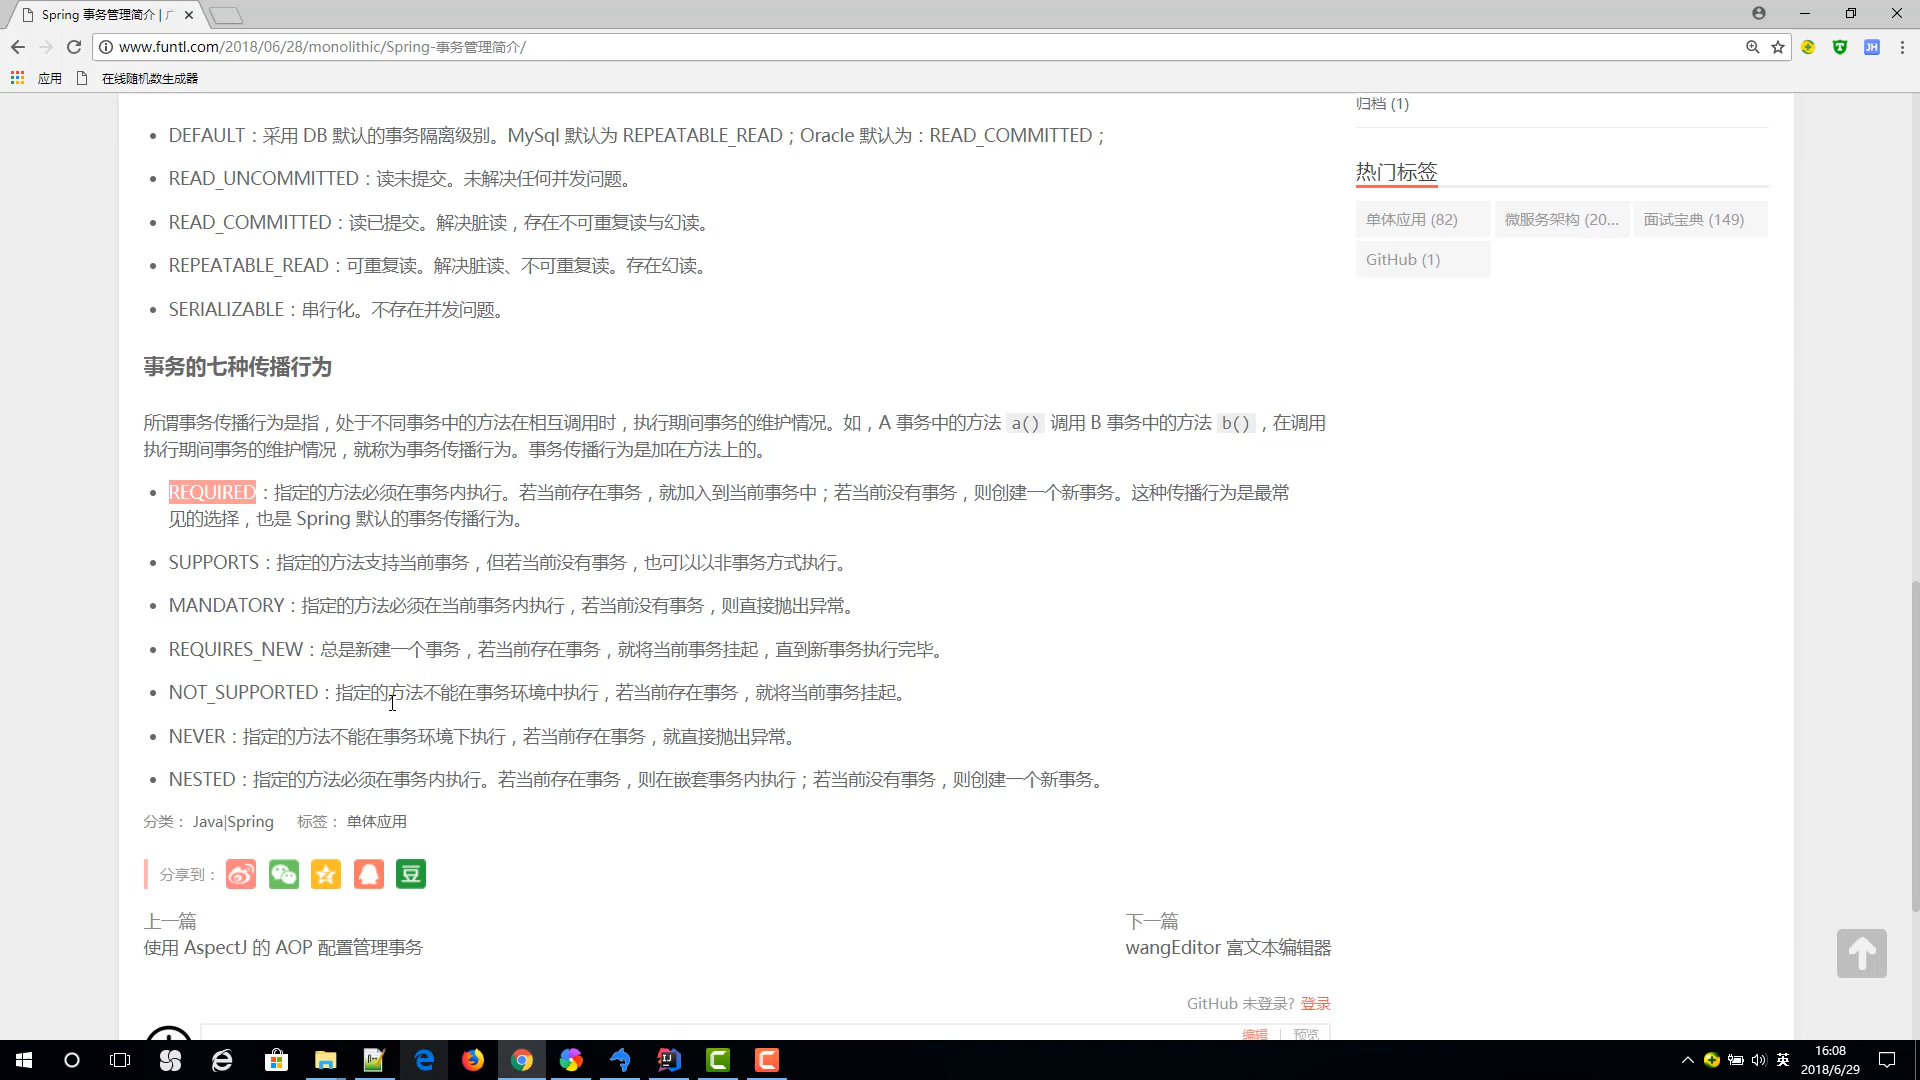 Spring 事务管理简介 | 广
www.funtl.com/2018/06/28/monolithic/Spring-事务管理简介/
应用
在线随机数生成器
归档 (1)
DEFAULT：采用 DB 默认的事务隔离级别。MySql 默认为 REPEATABLE_READ；Oracle 默认为：READ_COMMITTED；
READ_UNCOMMITTED：读未提交。未解决任何并发问题。
READ_COMMITTED：读已提交。解决脏读，存在不可重复读与幻读。
REPEATABLE_READ：可重复读。解决脏读、不可重复读。存在幻读。
SERIALIZABLE：串行化。不存在并发问题。
热门标签
单体应用 (82)
微服务架构 (20...
面试宝典 (149)
GitHub (1)
事务的七种传播行为
所谓事务传播行为是指，处于不同事务中的方法在相互调用时，执行期间事务的维护情况。如，A 事务中的方法 a() 调用 B 事务中的方法 b()，在调用
执行期间事务的维护情况，就称为事务传播行为。事务传播行为是加在方法上的。
REQUIRED：指定的方法必须在事务内执行。若当前存在事务，就加入到当前事务中；若当前没有事务，则创建一个新事务。这种传播行为是最常
见的选择，也是 Spring 默认的事务传播行为。
SUPPORTS：指定的方法支持当前事务，但若当前没有事务，也可以以非事务方式执行。
MANDATORY：指定的方法必须在当前事务内执行，若当前没有事务，则直接抛出异常。
REQUIRES_NEW：总是新建一个事务，若当前存在事务，就将当前事务挂起，直到新事务执行完毕。
NOT_SUPPORTED：指定的方法不能在事务环境中执行，若当前存在事务，就将当前事务挂起。
NEVER：指定的方法不能在事务环境下执行，若当前存在事务，就直接抛出异常。
NESTED：指定的方法必须在事务内执行。若当前存在事务，则在嵌套事务内执行；若当前没有事务，则创建一个新事务。
分类： Java|Spring 标签： 单体应用
分享到：
豆
上一篇
使用 AspectJ 的 AOP 配置管理事务
下一篇
wangEditor 富文本编辑器
GitHub 未登录? 登录
编辑 | 预览
英
16:08
2018/6/29